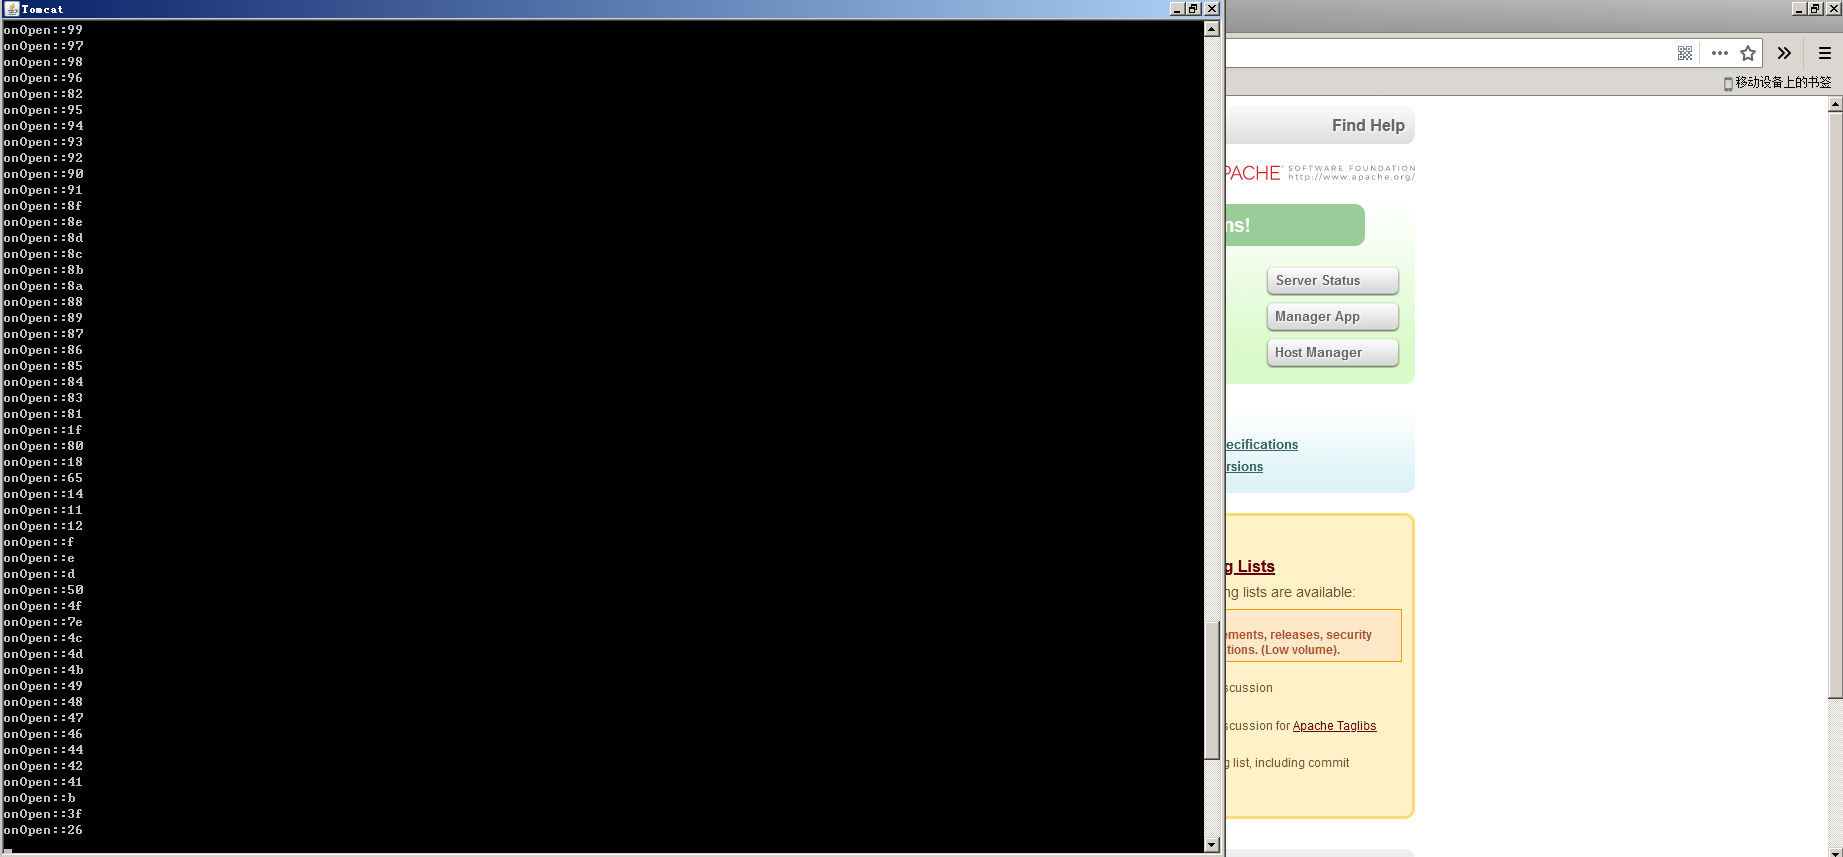 Tomcat
onOpen::99
onOpen::97
onOpen::98
onOpen::96
onOpen::82
onOpen::95
onOpen::94
onOpen::93
onOpen::92
onOpen::90
onOpen::91
onOpen::8f
onOpen::8e
onOpen::8d
onOpen::8c
onOpen::8b
onOpen::8a
onOpen::88
onOpen::89
onOpen::87
onOpen::86
onOpen::85
onOpen::84
onOpen::83
onOpen::81
onOpen::1f
onOpen::80
onOpen::18
onOpen::65
onOpen::14
onOpen::11
onOpen::12
onOpen::f
onOpen::e
onOpen::d
onOpen::50
onOpen::4f
onOpen::7e
onOpen::4c
onOpen::4d
onOpen::4b
onOpen::49
onOpen::48
onOpen::47
onOpen::46
onOpen::44
onOpen::42
onOpen::41
onOpen::b
onOpen::3f
onOpen::26
移动设备上的书签
Find Help
PACHE SOFTWARE FOUNDATION
http://www.apache.org/
ns!
Server Status
Manager App
Host Manager
ecifications
rsions
g Lists
ng lists are available:
ements, releases, security
tions. (Low volume).
scussion
scussion for Apache Taglibs
g list, including commit